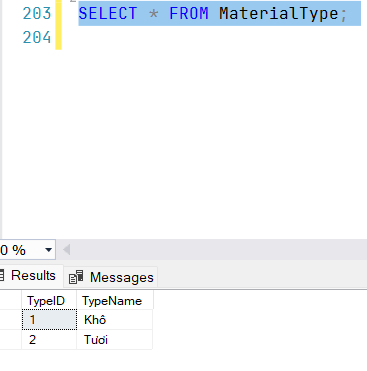 203 SELECT * FROM MaterialType;
204
0 %
Results Messages
TypeID TypeName
1 Khô
2 Tươi